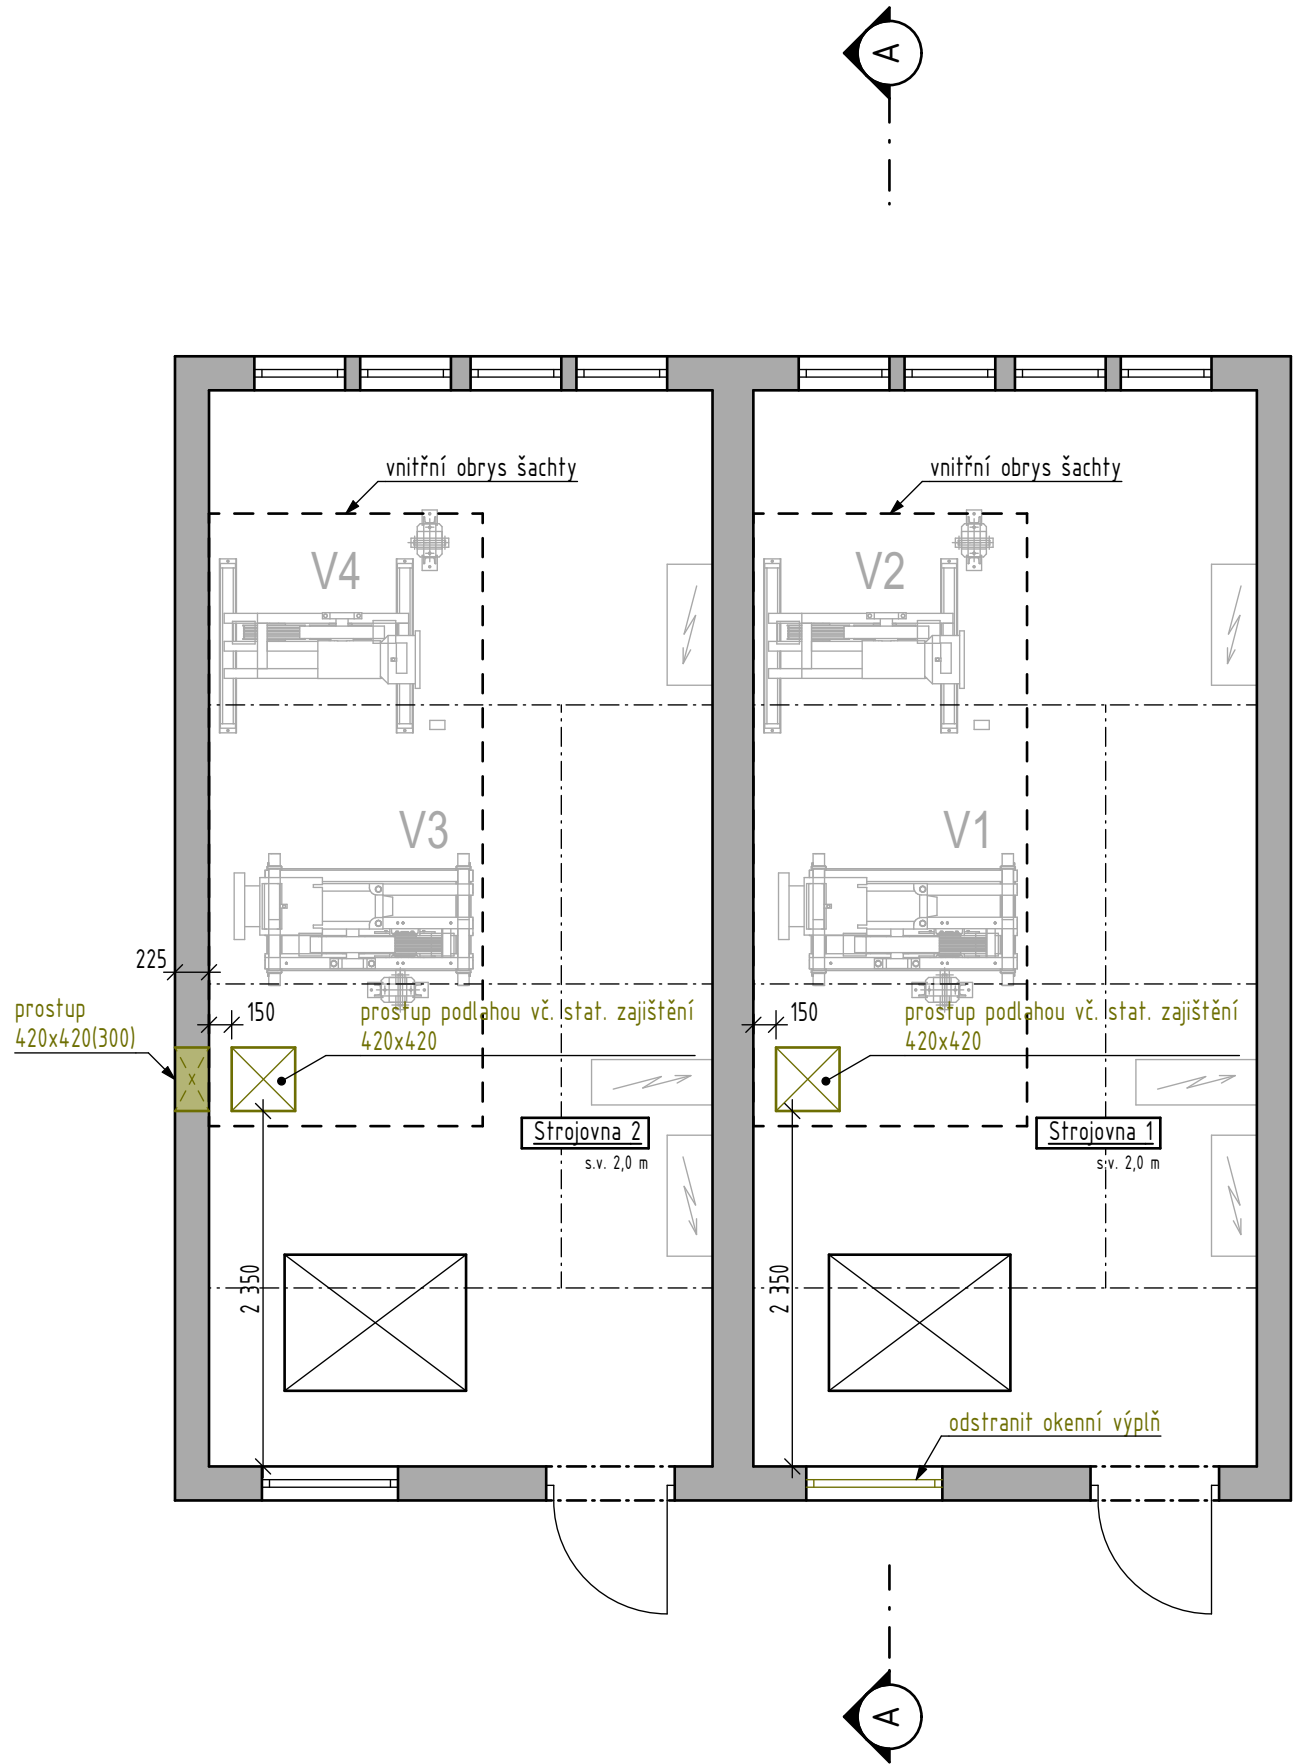 A
vnitřní obrys šachty
vnitřní obrys šachty
V4
V2
V3
V1
225
150
150
prostup
420x420(300)
prostup podlahou vč. stat. zajištění
420x420
prostup podlahou vč. stat. zajištění
420x420
Strojovna 2
s.v. 2,0 m
Strojovna 1
s.v. 2,0 m
2 350
2 350
odstranit okenní výplň
A